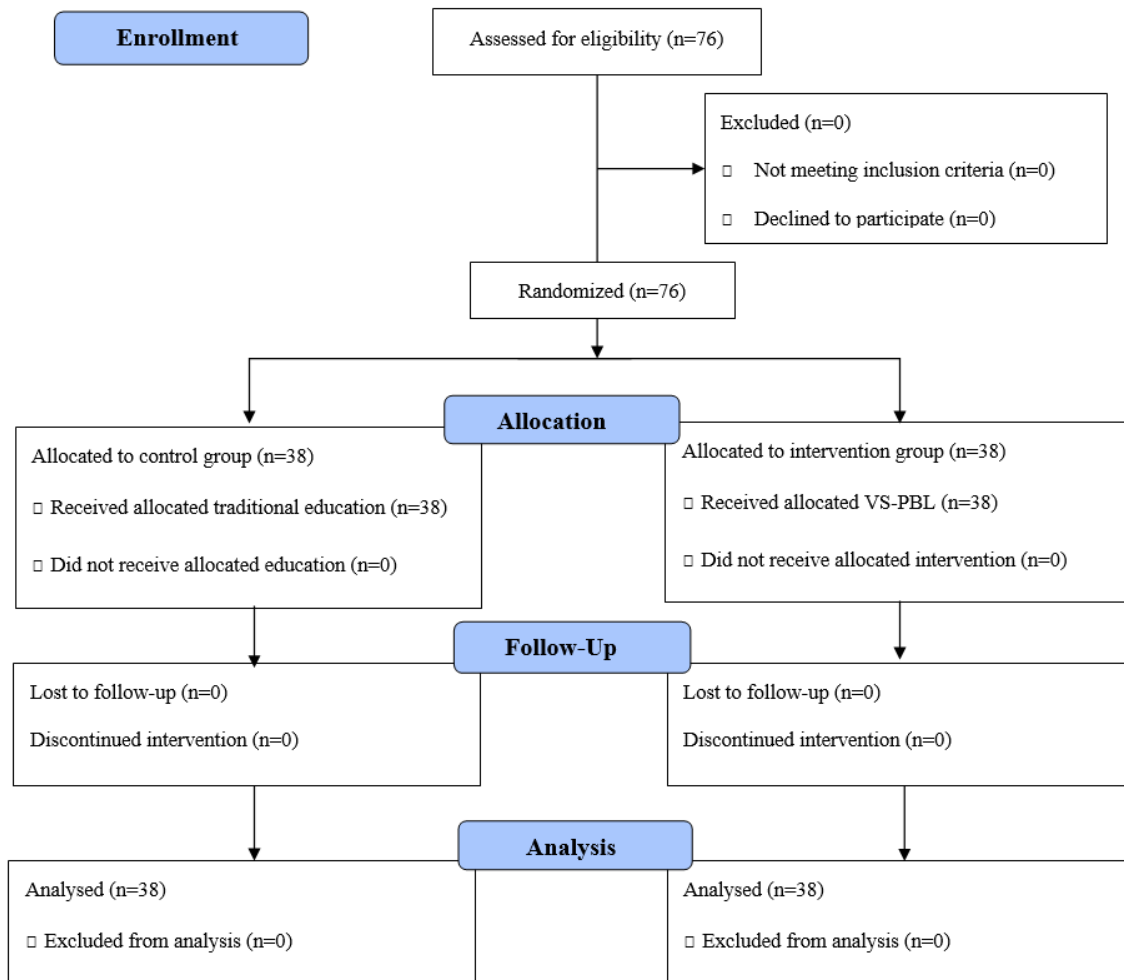 Enrollment
Assessed for eligibility (n=76)
Excluded (n=0)
▯ Not meeting inclusion criteria (n=0)
▯ Declined to participate (n=0)
Randomized (n=76)
Allocation
Allocated to control group (n=38)
▯ Received allocated traditional education (n=38)
▯ Did not receive allocated education (n=0)
Allocated to intervention group (n=38)
▯ Received allocated VS-PBL (n=38)
▯ Did not receive allocated intervention (n=0)
Follow-Up
Lost to follow-up (n=0)
Discontinued intervention (n=0)
Lost to follow-up (n=0)
Discontinued intervention (n=0)
Analysis
Analysed (n=38)
▯ Excluded from analysis (n=0)
Analysed (n=38)
▯ Excluded from analysis (n=0)